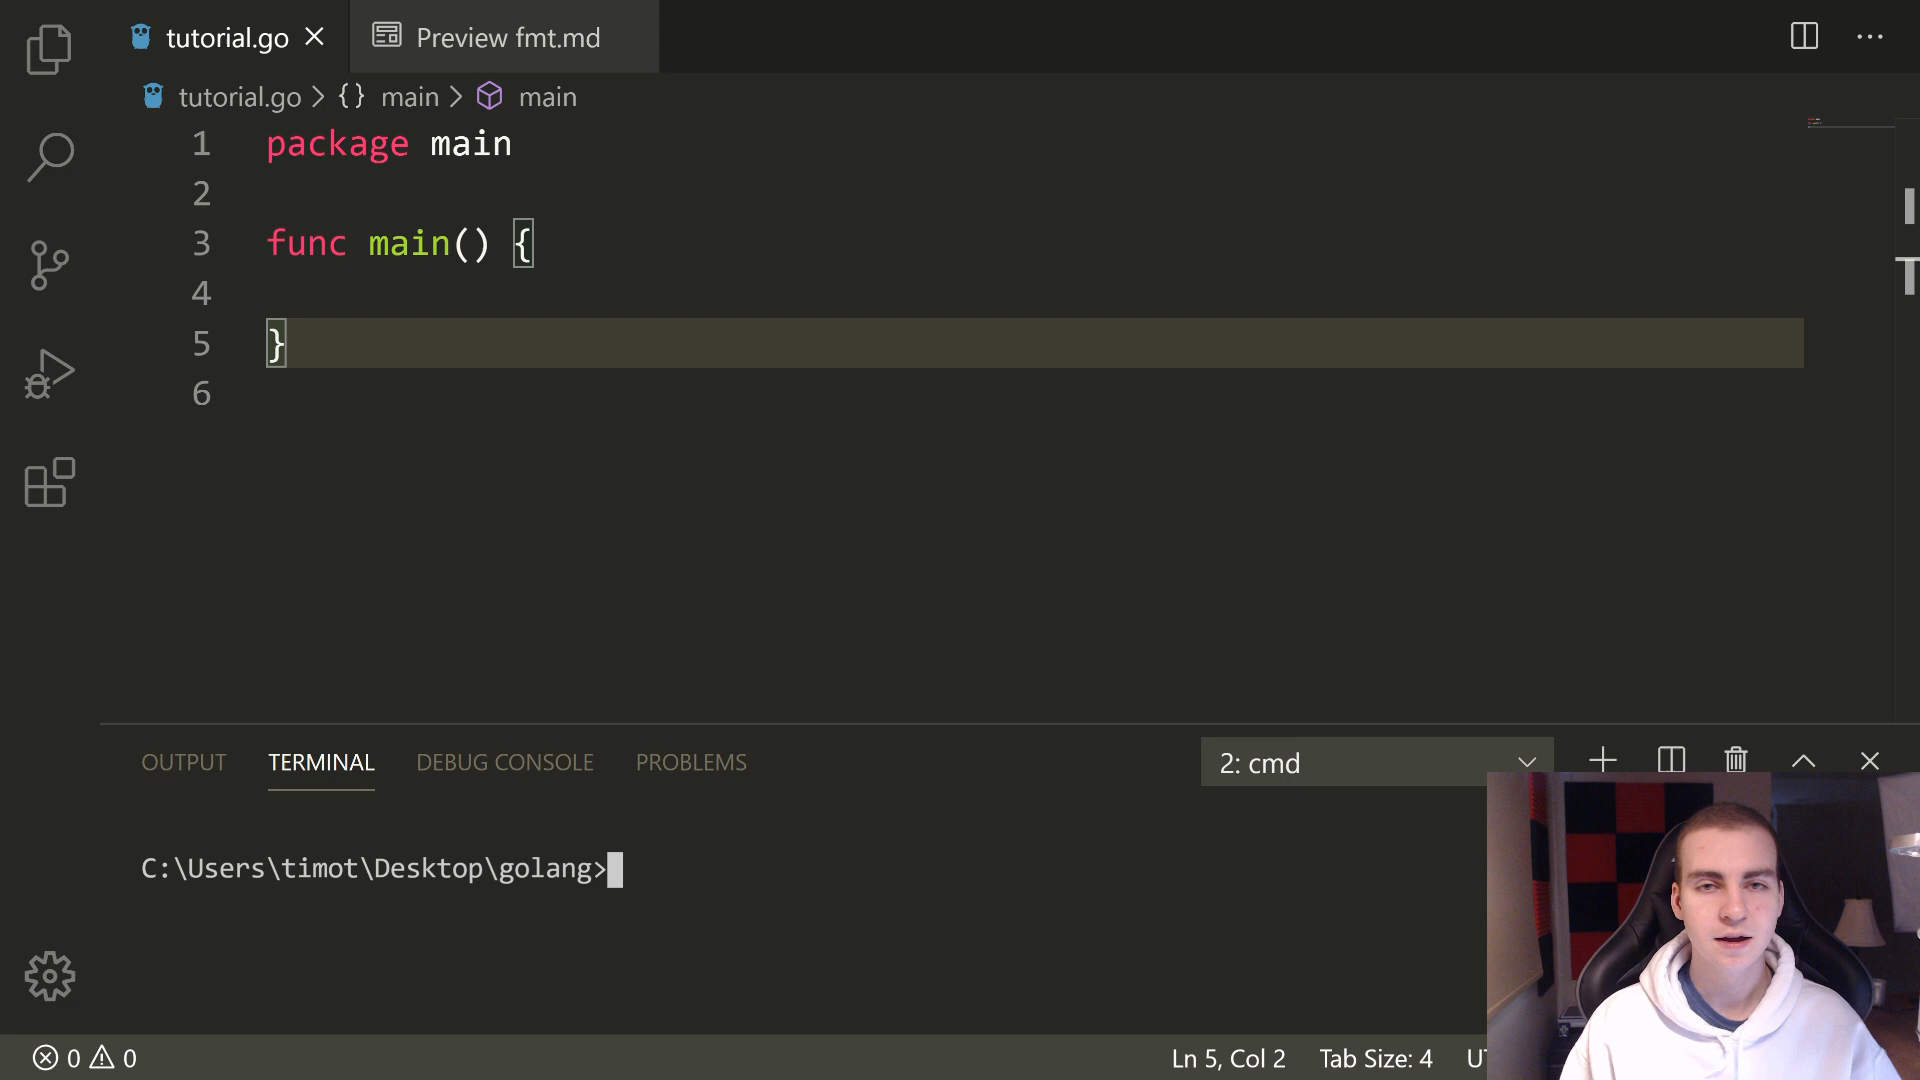 tutorial.go
Preview fmt.md
tutorial.go > {} main > main
1 package main
2
3 func main() {
4
5 }
6
OUTPUT TERMINAL DEBUG CONSOLE PROBLEMS 2: cmd
C:\Users\timot\Desktop\golang>
0 0 Ln 5, Col 2 Tab Size: 4